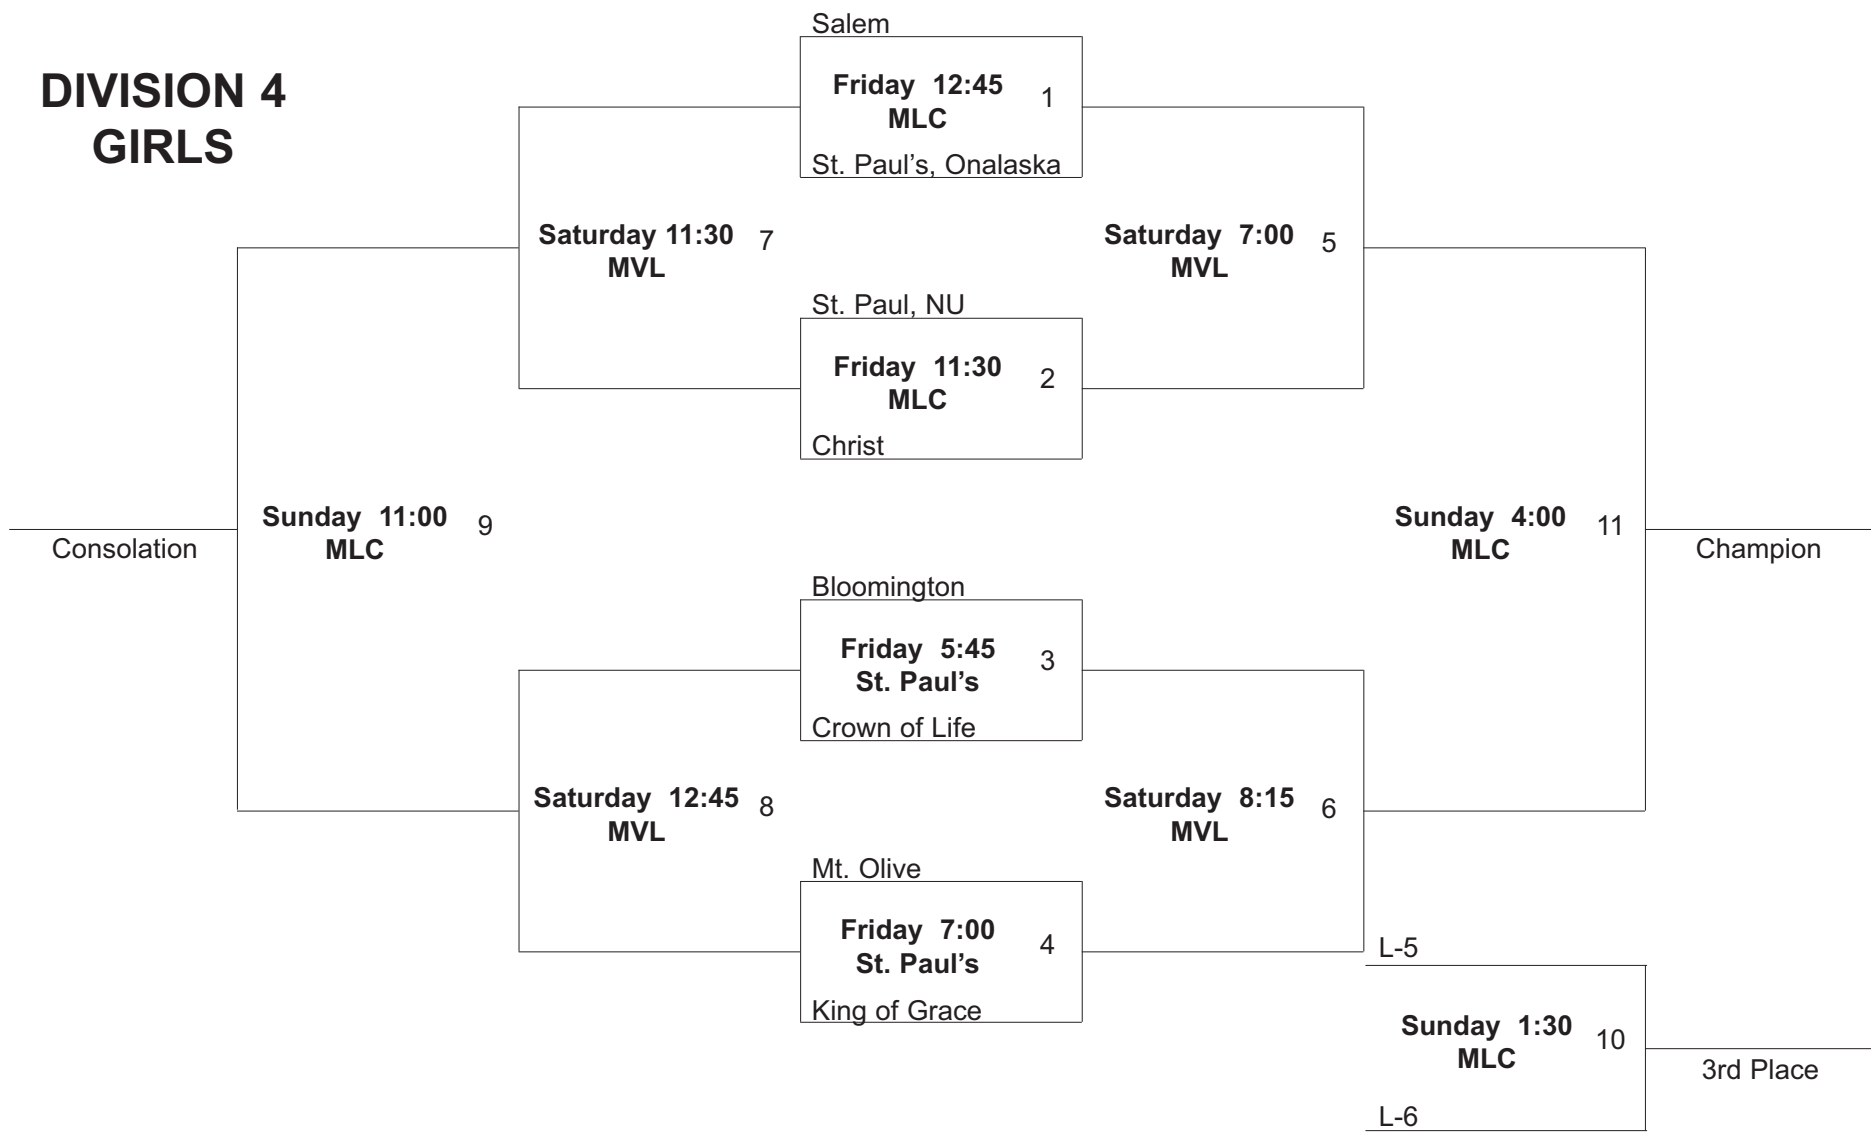 DIVISION 4
GIRLS
Salem
Friday 12:45
MLC
1
St. Paul's, Onalaska
Saturday 11:30
MVL
7
Saturday 7:00
MVL
5
St. Paul, NU
Friday 11:30
MLC
2
Christ
Sunday 11:00
MLC
9
Consolation
Sunday 4:00
MLC
11
Champion
Bloomington
Friday 5:45
St. Paul's
3
Crown of Life
Saturday 12:45
MVL
8
Saturday 8:15
MVL
6
Mt. Olive
Friday 7:00
St. Paul's
4
King of Grace
L-5
Sunday 1:30
MLC
10
3rd Place
L-6